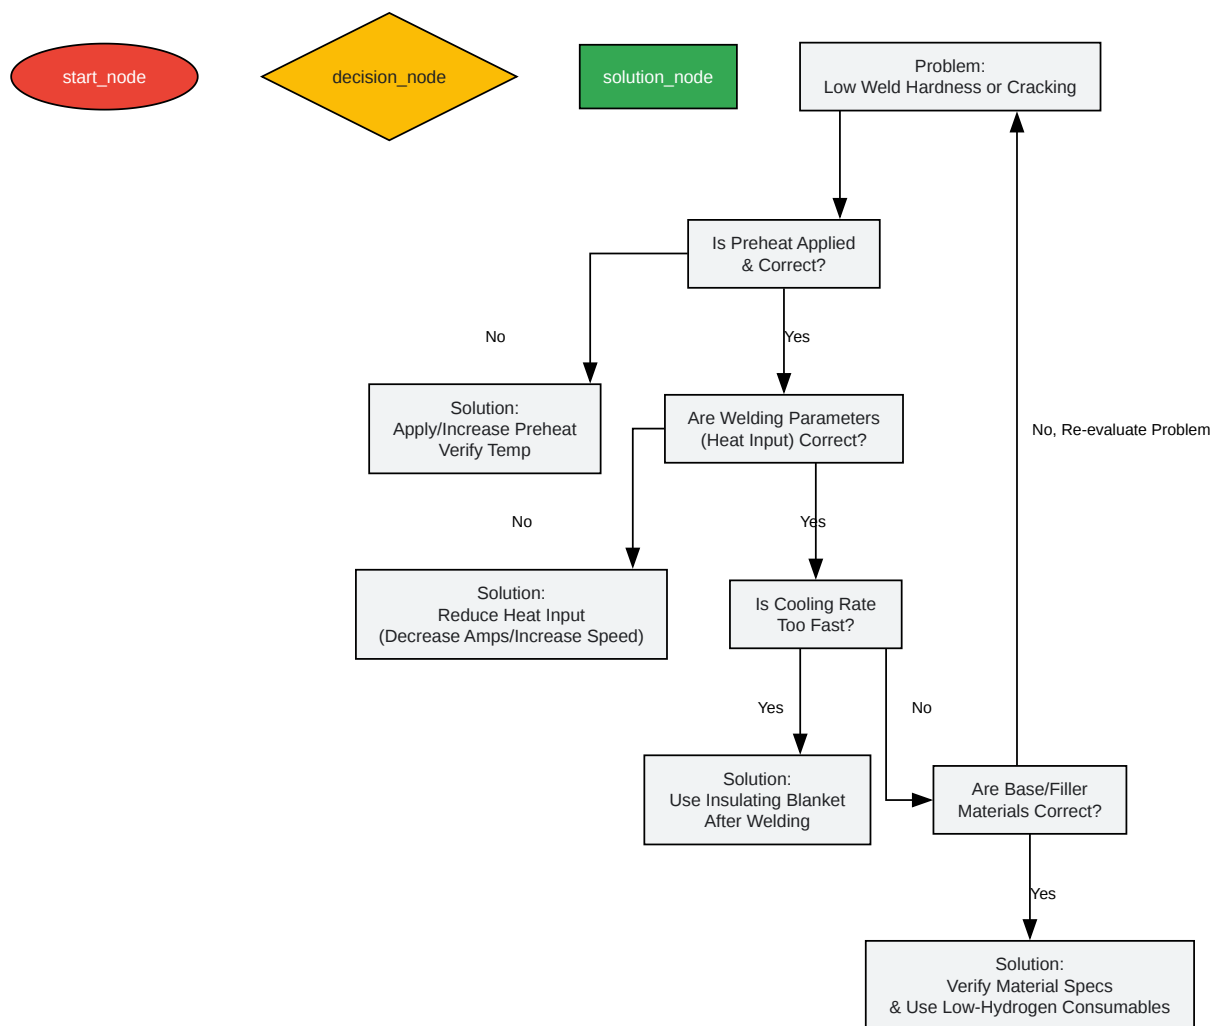 start_node
decision_node
solution_node
Problem:
Low Weld Hardness or Cracking
Is Preheat Applied
& Correct?
No
Yes
Solution:
Apply/Increase Preheat
Verify Temp
Are Welding Parameters
(Heat Input) Correct?
No, Re-evaluate Problem
No
Yes
Solution:
Reduce Heat Input
(Decrease Amps/Increase Speed)
Is Cooling Rate
Too Fast?
Yes
No
Solution:
Use Insulating Blanket
After Welding
Are Base/Filler
Materials Correct?
Yes
Solution:
Verify Material Specs
& Use Low-Hydrogen Consumables